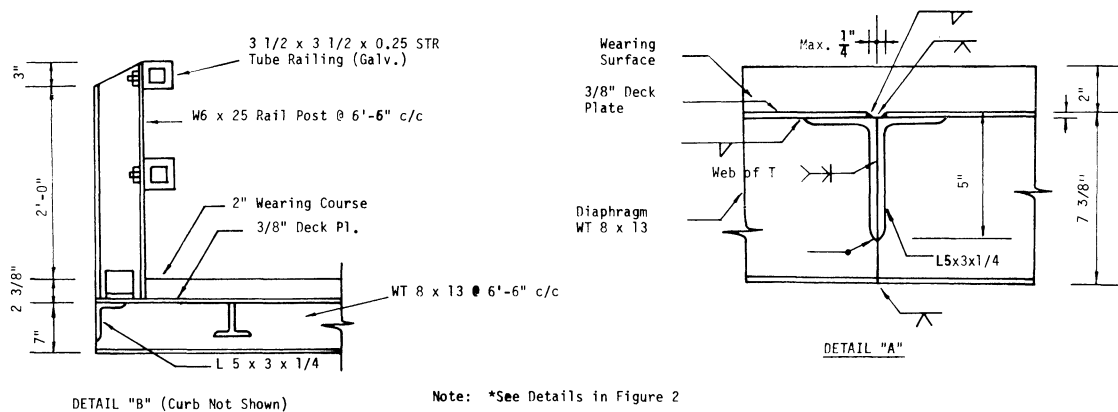 3 1/2 x 3 1/2 x 0.25 STR
Tube Railing (Galv.)
3"
W6 x 25 Rail Post @ 6'-6" c/c
2'-0"
2" Wearing Course
3/8" Deck Pl.
2 3/8"
WT 8 x 13 @ 6'-6" c/c
7"
L 5 x 3 x 1/4
DETAIL "B" (Curb Not Shown)
Note: *See Details in Figure 2
Max. 1"
4
Wearing
Surface
3/8" Deck
Plate
2"
Web of T
5"
7 3/8"
Diaphragm
WT 8 x 13
L5x3x1/4
DETAIL "A"